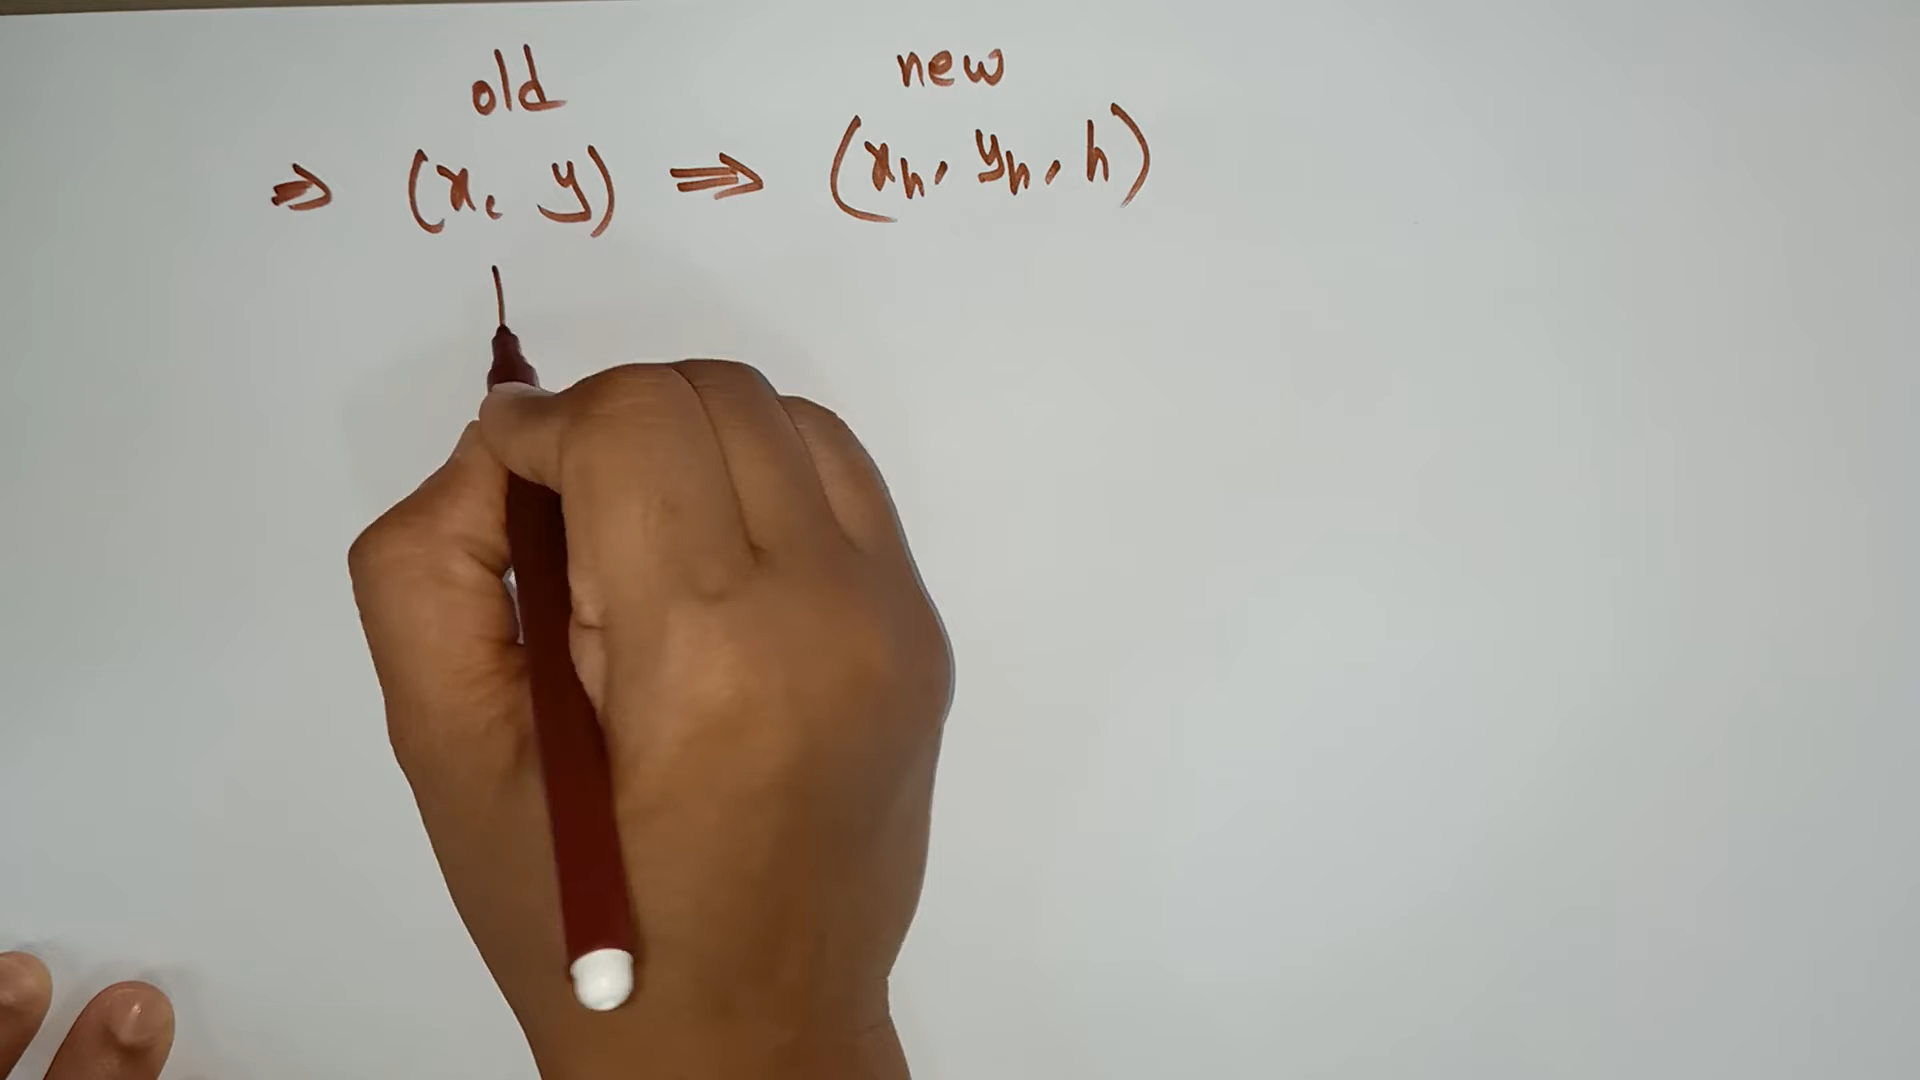 old new
⇒ (x, y) ⇒ (xh, yh, h)